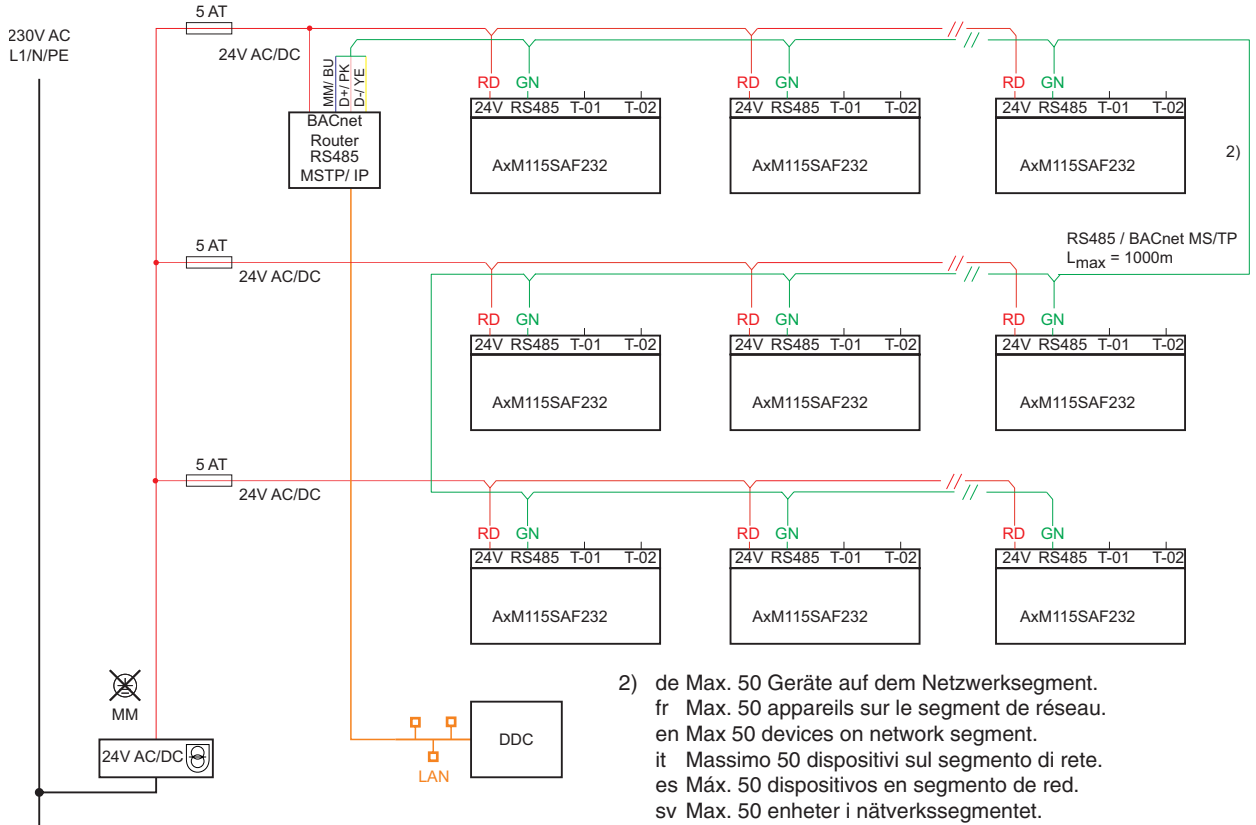 5 AT
230V AC
L1/N/PE
24V AC/DC
MM/ BU
D+/ PK
D-/ YE
BACnet
Router
RS485
MSTP/ IP
RD GN
24V RS485 T-01 T-02
AxM115SAF232
RD GN
24V RS485 T-01 T-02
AxM115SAF232
RD GN
24V RS485 T-01 T-02
AxM115SAF232
2)
RS485 / BACnet MS/TP
Lmax = 1000m
5 AT
24V AC/DC
RD GN
24V RS485 T-01 T-02
AxM115SAF232
RD GN
24V RS485 T-01 T-02
AxM115SAF232
RD GN
24V RS485 T-01 T-02
AxM115SAF232
5 AT
24V AC/DC
RD GN
24V RS485 T-01 T-02
AxM115SAF232
RD GN
24V RS485 T-01 T-02
AxM115SAF232
RD GN
24V RS485 T-01 T-02
AxM115SAF232
MM
24V AC/DC
LAN
DDC
2) de Max. 50 Geräte auf dem Netzwerksegment.
fr Max. 50 appareils sur le segment de réseau.
en Max 50 devices on network segment.
it Massimo 50 dispositivi sul segmento di rete.
es Máx. 50 dispositivos en segmento de red.
sv Max. 50 enheter i nätverkssegmentet.